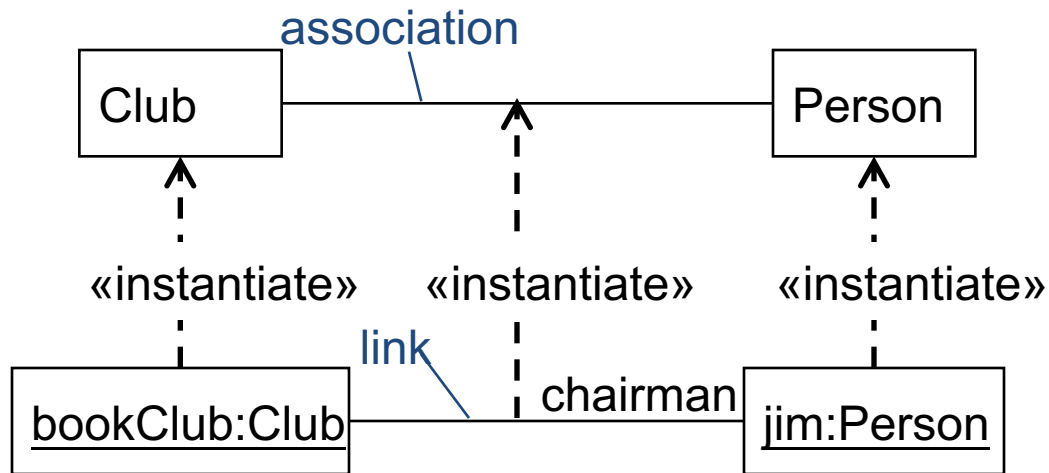 association
Club
Person
«instantiate»
«instantiate»
«instantiate»
link
chairman
bookClub:Club
jim:Person